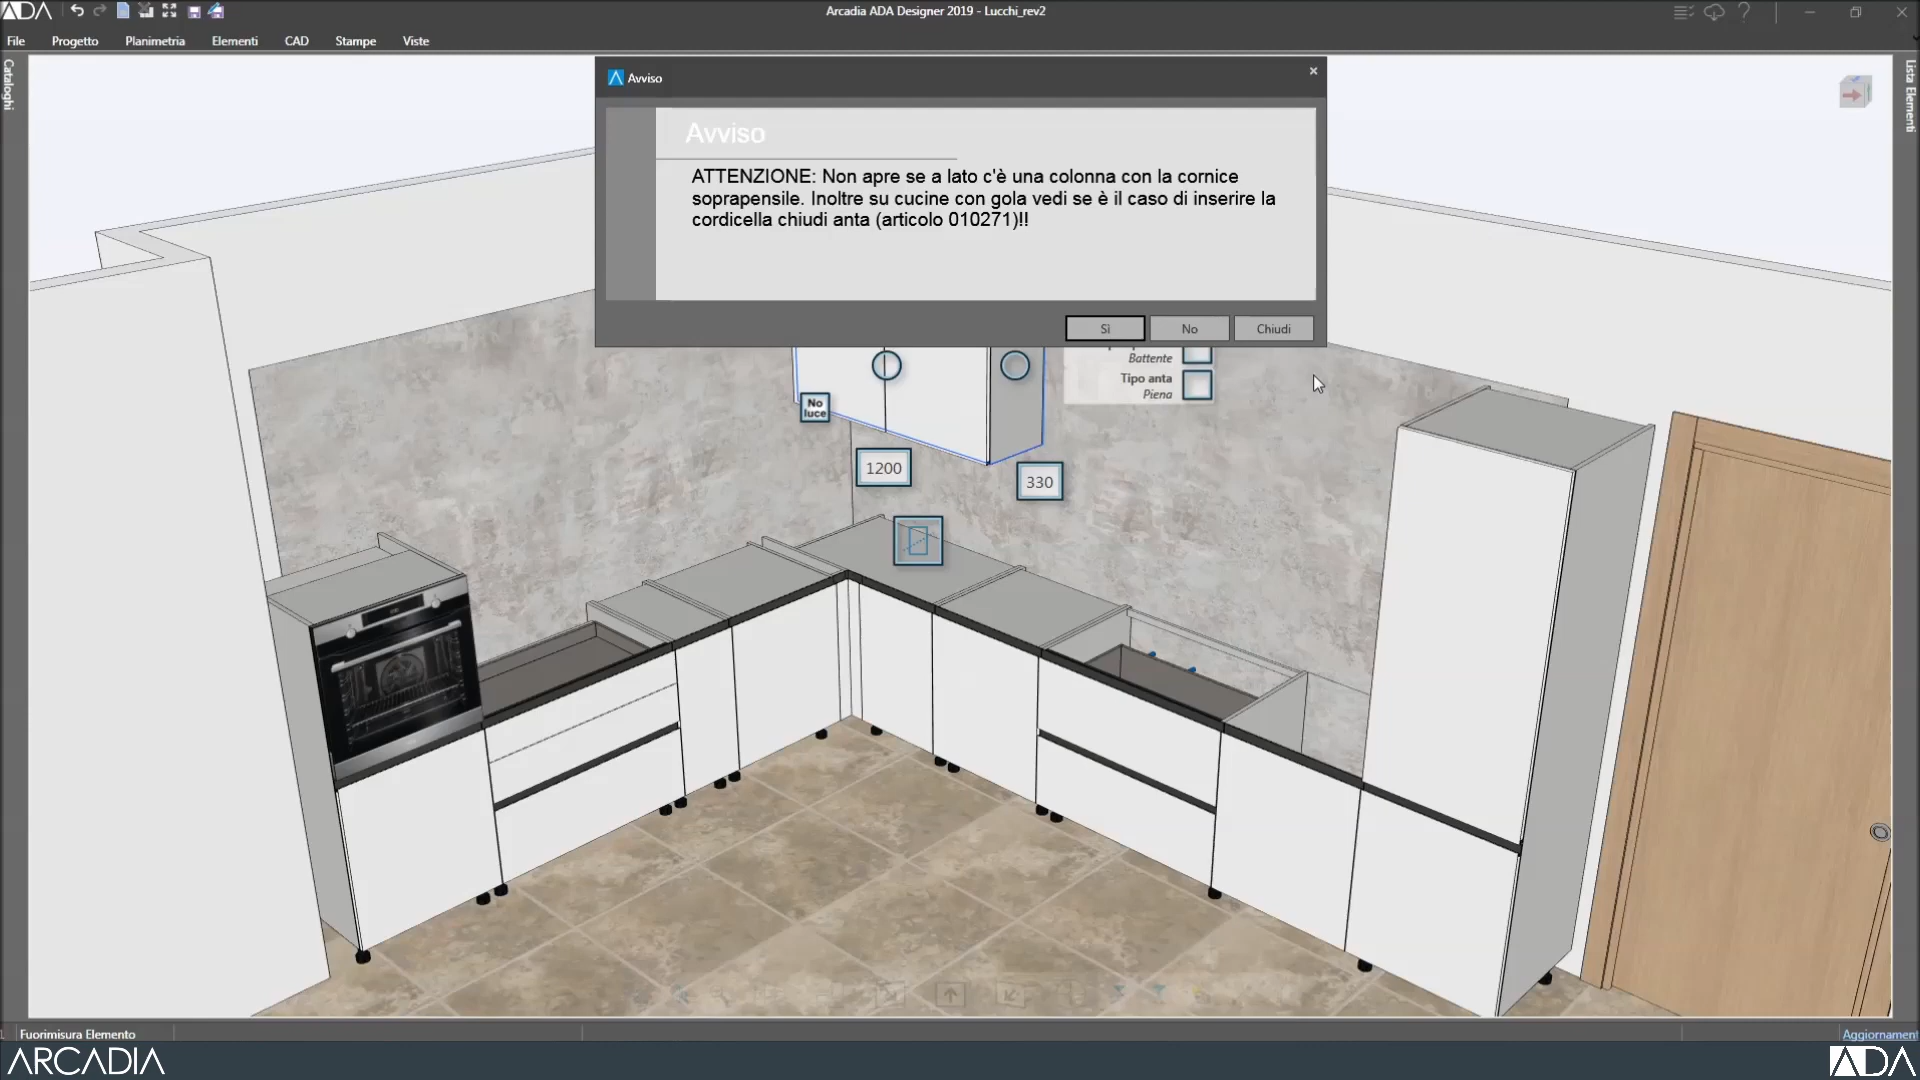 ADA
Arcadia ADA Designer 2019 - Lucchi_rev2
File Progetto Planimetria Elementi CAD Stampe Viste
Cataloghi
Lista Elementi
Avviso
Avviso
ATTENZIONE: Non apre se a lato c'è una colonna con la cornice
soprapensile. Inoltre su cucine con gola vedi se è il caso di inserire la
cordicella chiudi anta (articolo 010271)!!
Sì No Chiudi
Battente
Tipo anta
Piena
No
luce
1200
330
Fuorimisura Elemento
Aggiornament
ARCADIA
ADA